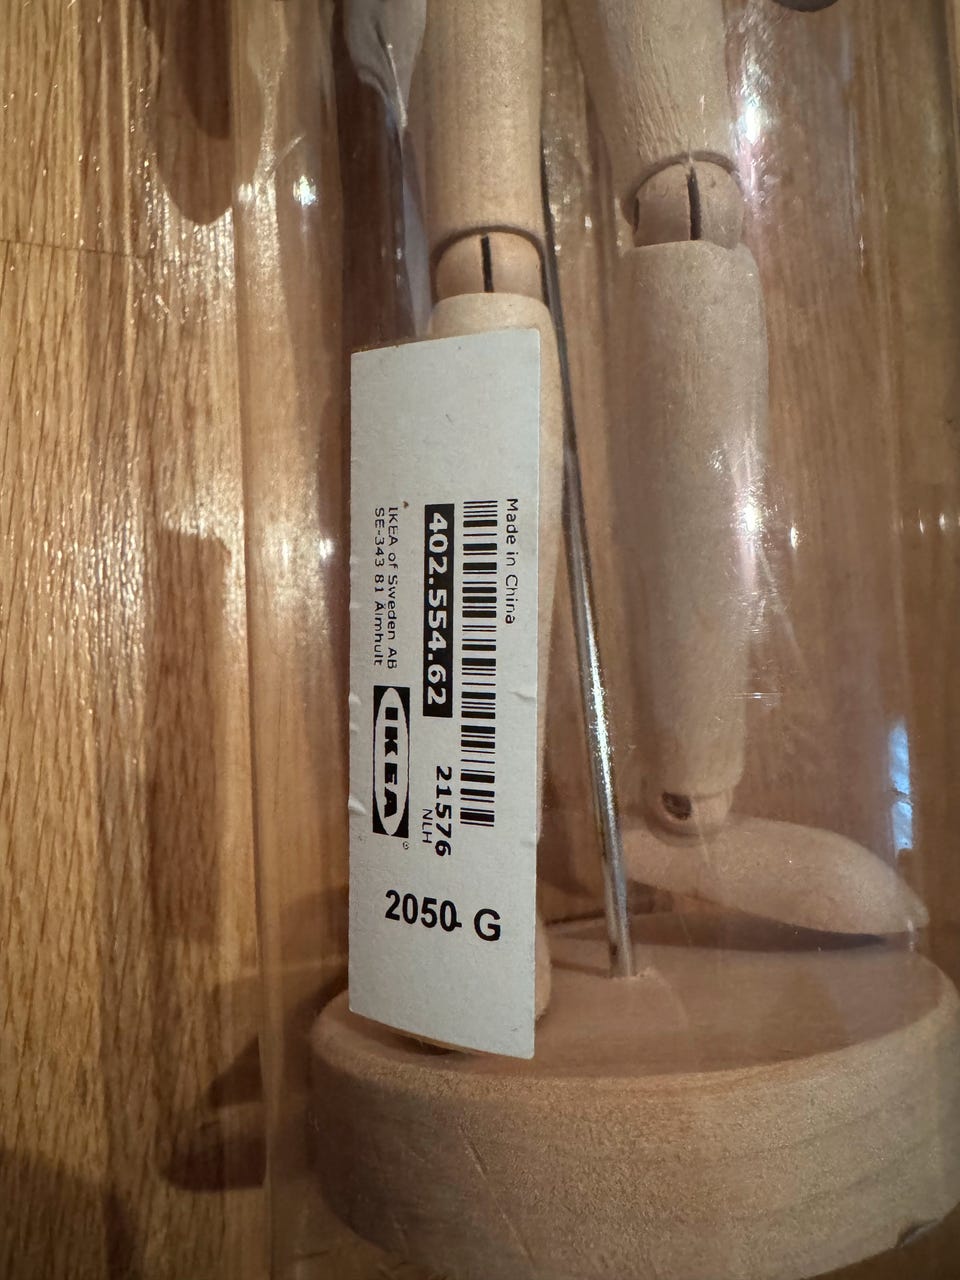 Made in China
402.554.62
21576
NLH
IKEA of Sweden AB
SE-343 81 Älmhult
IKEA®
2050- G